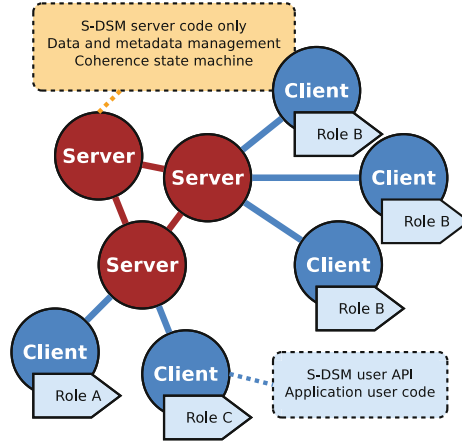 S-DSM server code only
Data and metadata management
Coherence state machine
Client
Role B
Server
Server
Client
Role B
Server
Client
Role B
Client
Role A
Client
Role C
S-DSM user API
Application user code